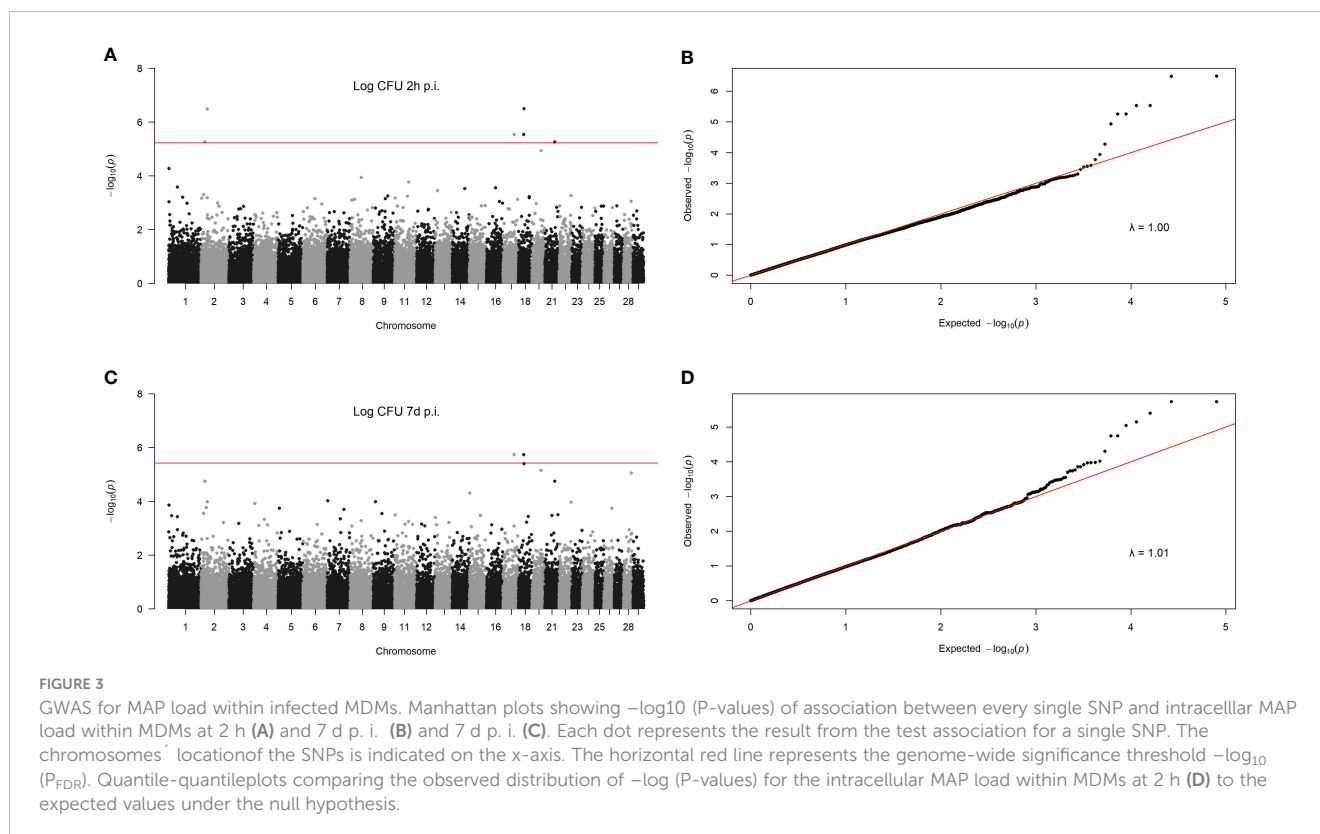 A
Log CFU 2h p.i.
8
6
4
2
0
−log10(p)
1 2 3 4 5 6 7 8 9 11 12 14 16 18 21 23 25 28
Chromosome
B
6
5
4
3
2
1
0
Observed −log10(p)
λ = 1.00
0 1 2 3 4 5
Expected −log10(p)
C
Log CFU 7d p.i.
8
6
4
2
0
−log10(p)
1 2 3 4 5 6 7 8 9 11 12 14 16 18 21 23 25 28
Chromosome
D
5
4
3
2
1
0
Observed −log10(p)
λ = 1.01
0 1 2 3 4 5
Expected −log10(p)
FIGURE 3
GWAS for MAP load within infected MDMs. Manhattan plots showing −log10 (P-values) of association between every single SNP and intracelllar MAP
load within MDMs at 2 h (A) and 7 d p. i. (B) and 7 d p. i. (C). Each dot represents the result from the test association for a single SNP. The
chromosomes´ locationof the SNPs is indicated on the x-axis. The horizontal red line represents the genome-wide significance threshold −log10
(PFDR). Quantile-quantileplots comparing the observed distribution of −log (P-values) for the intracellular MAP load within MDMs at 2 h (D) to the
expected values under the null hypothesis.